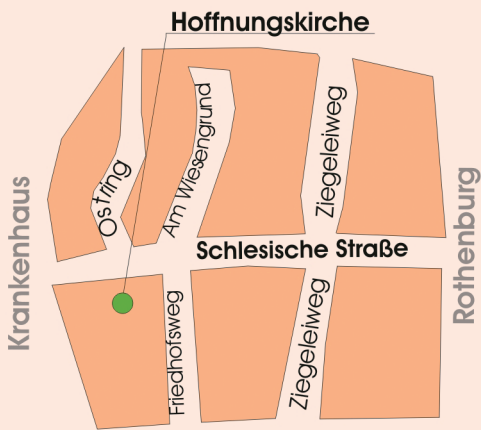 Hoffnungskirche
Krankenhaus
Ostring
Am Wiesengrund
Ziegeleiweg
Rothenburg
Schlesische Straße
Friedhofsweg
Ziegeleiweg